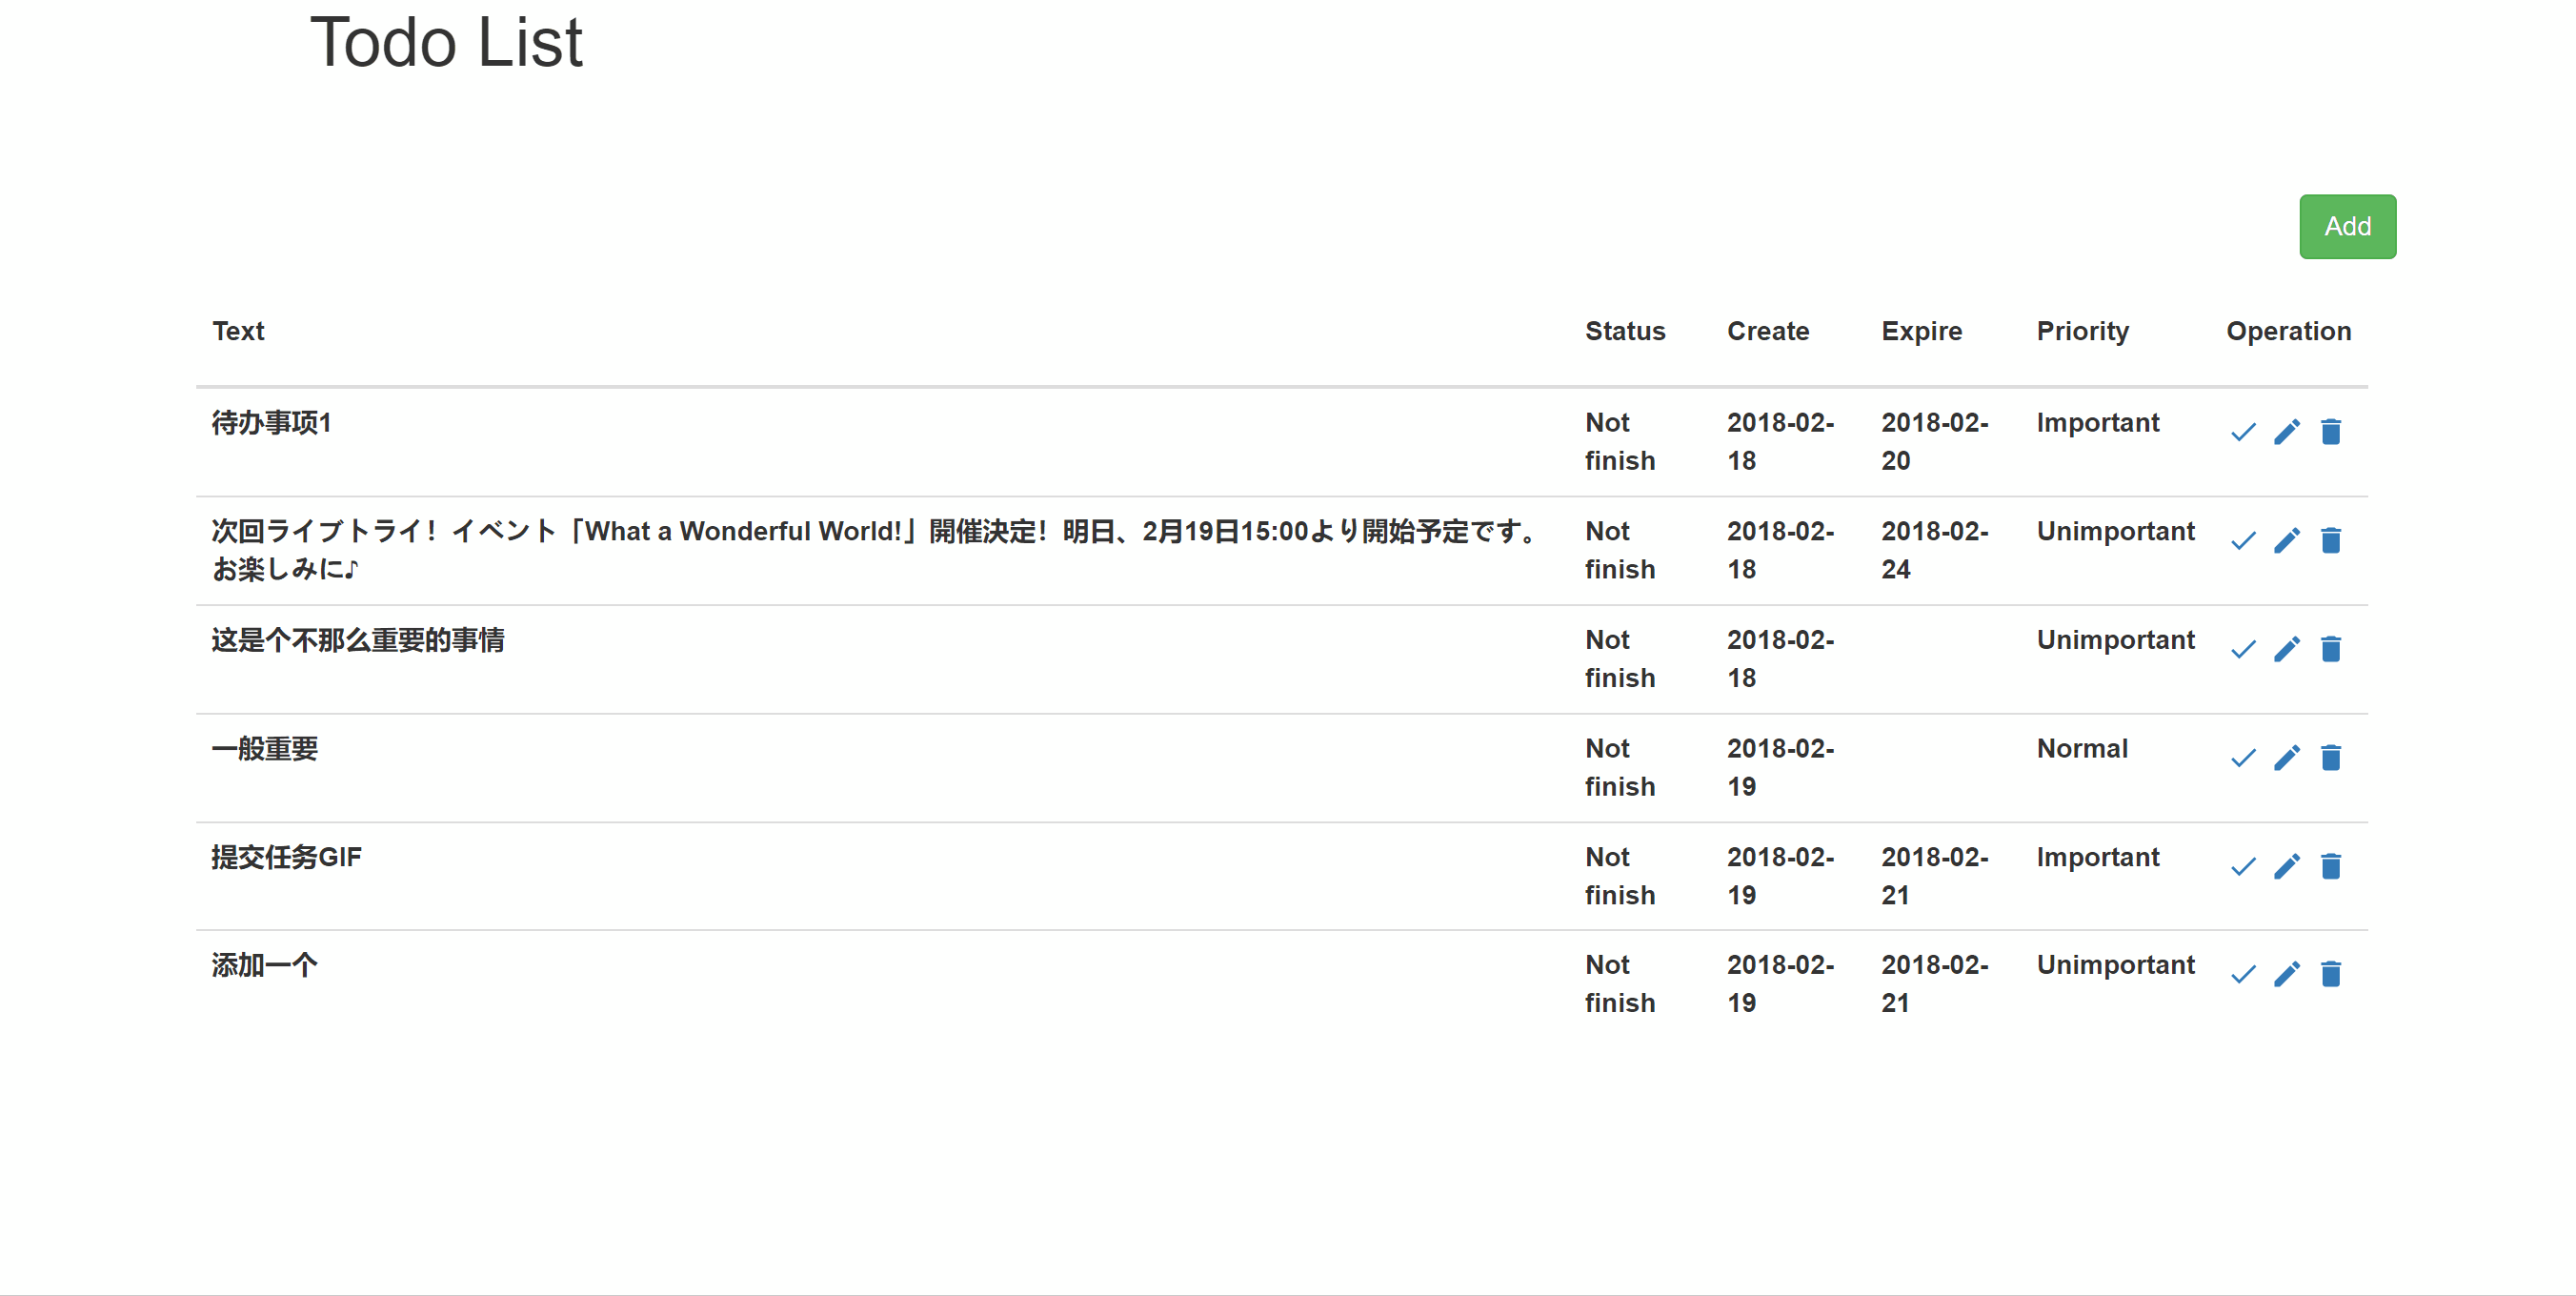 Todo List
Add
Text Status Create Expire Priority Operation
待办事项1 Not finish 2018-02-18 2018-02-20 Important
次回ライブトライ！イベント「What a Wonderful World!」開催決定！明日、2月19日15:00より開始予定です。
お楽しみに♪ Not finish 2018-02-18 2018-02-24 Unimportant
这是个不那么重要的事情 Not finish 2018-02-18 Unimportant
一般重要 Not finish 2018-02-19 Normal
提交任务GIF Not finish 2018-02-19 2018-02-21 Important
添加一个 Not finish 2018-02-19 2018-02-21 Unimportant